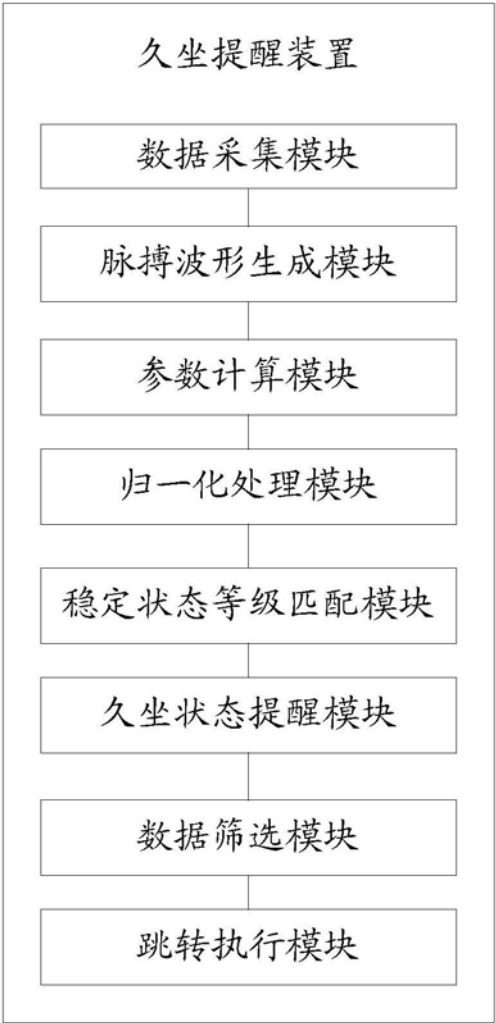 久坐提醒装置
数据采集模块
脉搏波形生成模块
参数计算模块
归一化处理模块
稳定状态等级匹配模块
久坐状态提醒模块
数据筛选模块
跳转执行模块